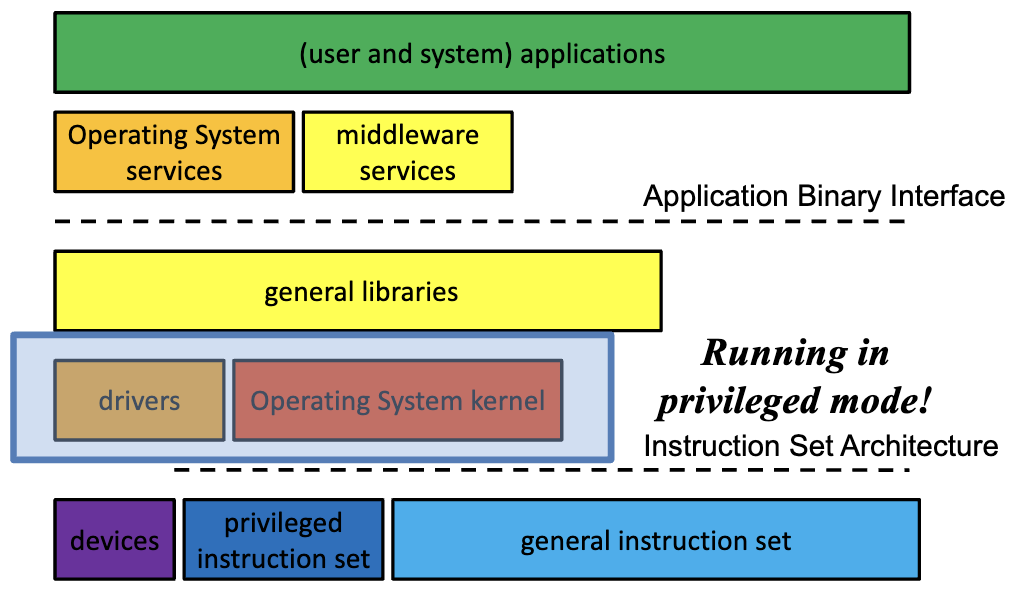 (user and system) applications
Operating System
services
middleware
services
Application Binary Interface
general libraries
drivers
Operating System kernel
Running in
privileged mode!
Instruction Set Architecture
devices
privileged
instruction set
general instruction set